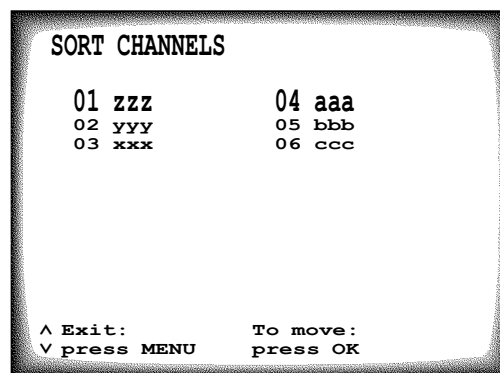 SORT CHANNELS
01 zzz 04 aaa
02 yyy 05 bbb
03 xxx 06 ccc
^ Exit: To move:
v press MENU press OK